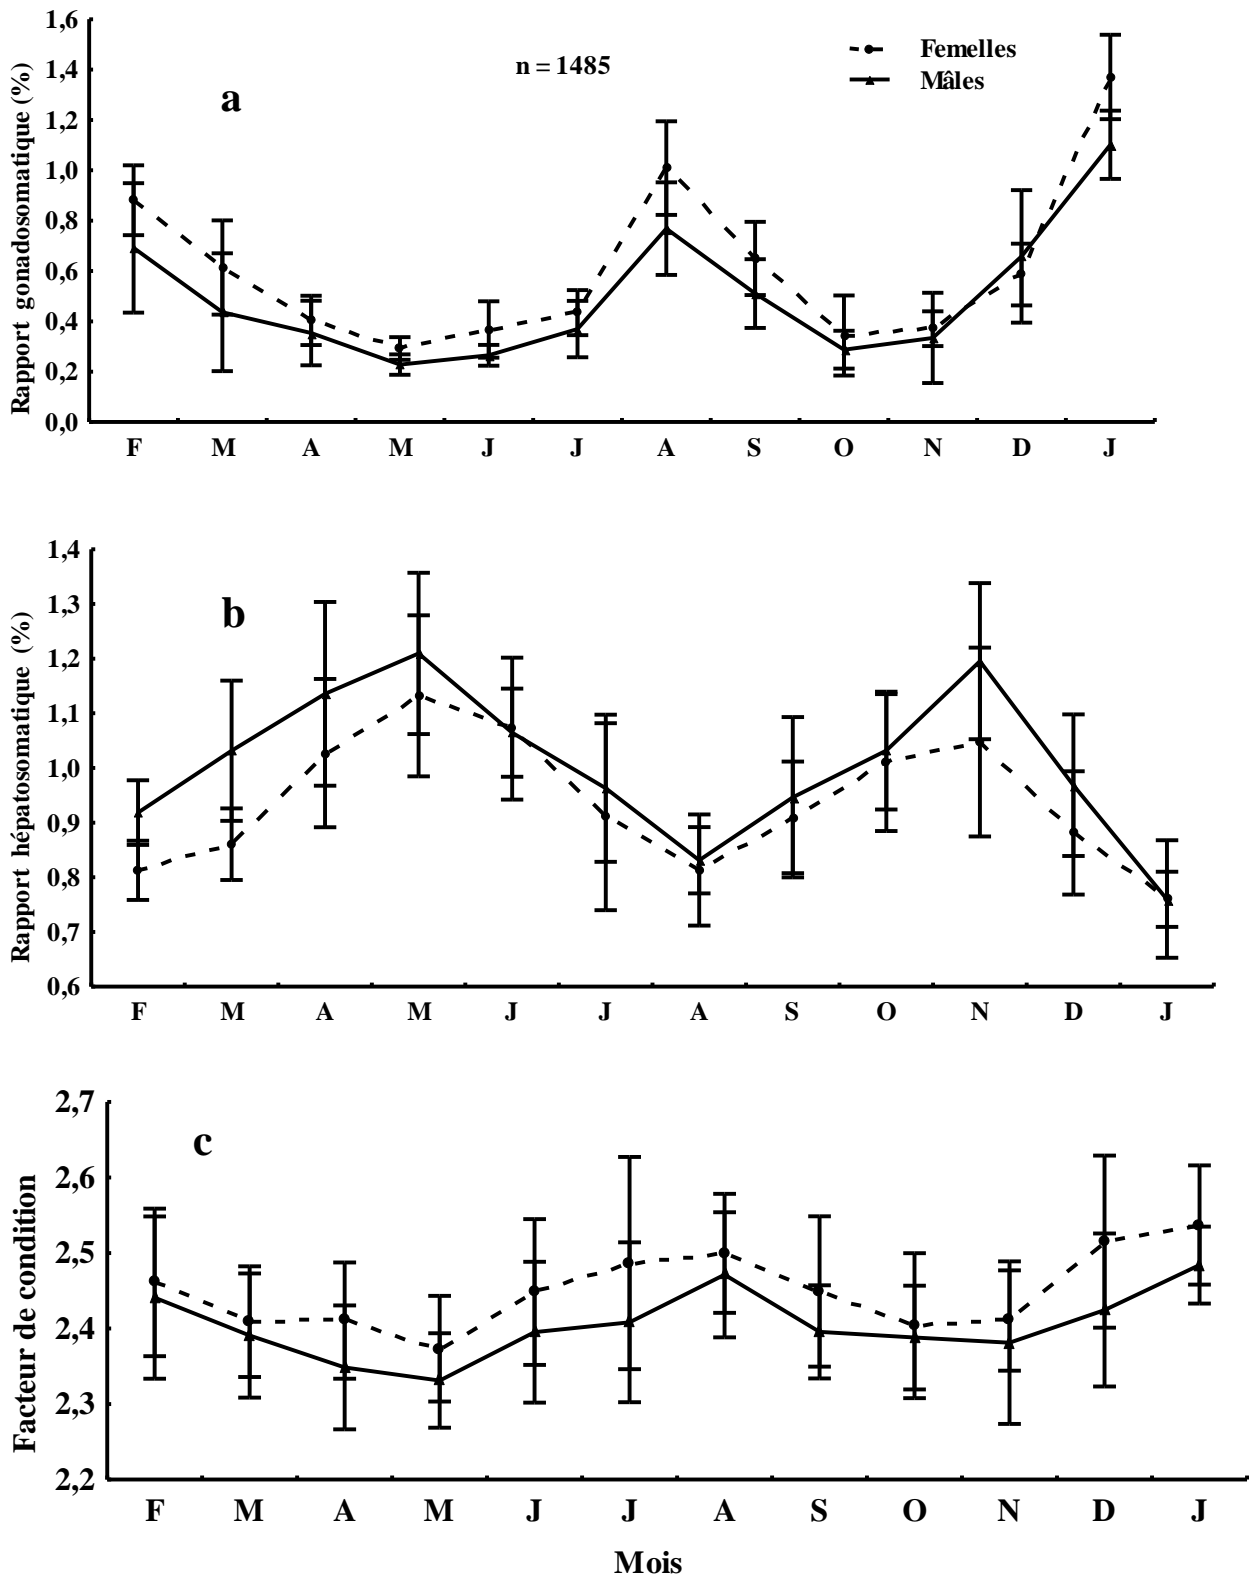 Rapport gonadosomatique (%)
1,6
1,4
1,2
1,0
0,8
0,6
0,4
0,2
0,0
a
n = 1485
Femelles
Mâles
F M A M J J A S O N D J
Rapport hépatosomatique (%)
1,4
1,3
1,2
1,1
1,0
0,9
0,8
0,7
0,6
b
F M A M J J A S O N D J
Facteur de condition
2,7
2,6
2,5
2,4
2,3
2,2
c
F M A M J J A S O N D J
Mois